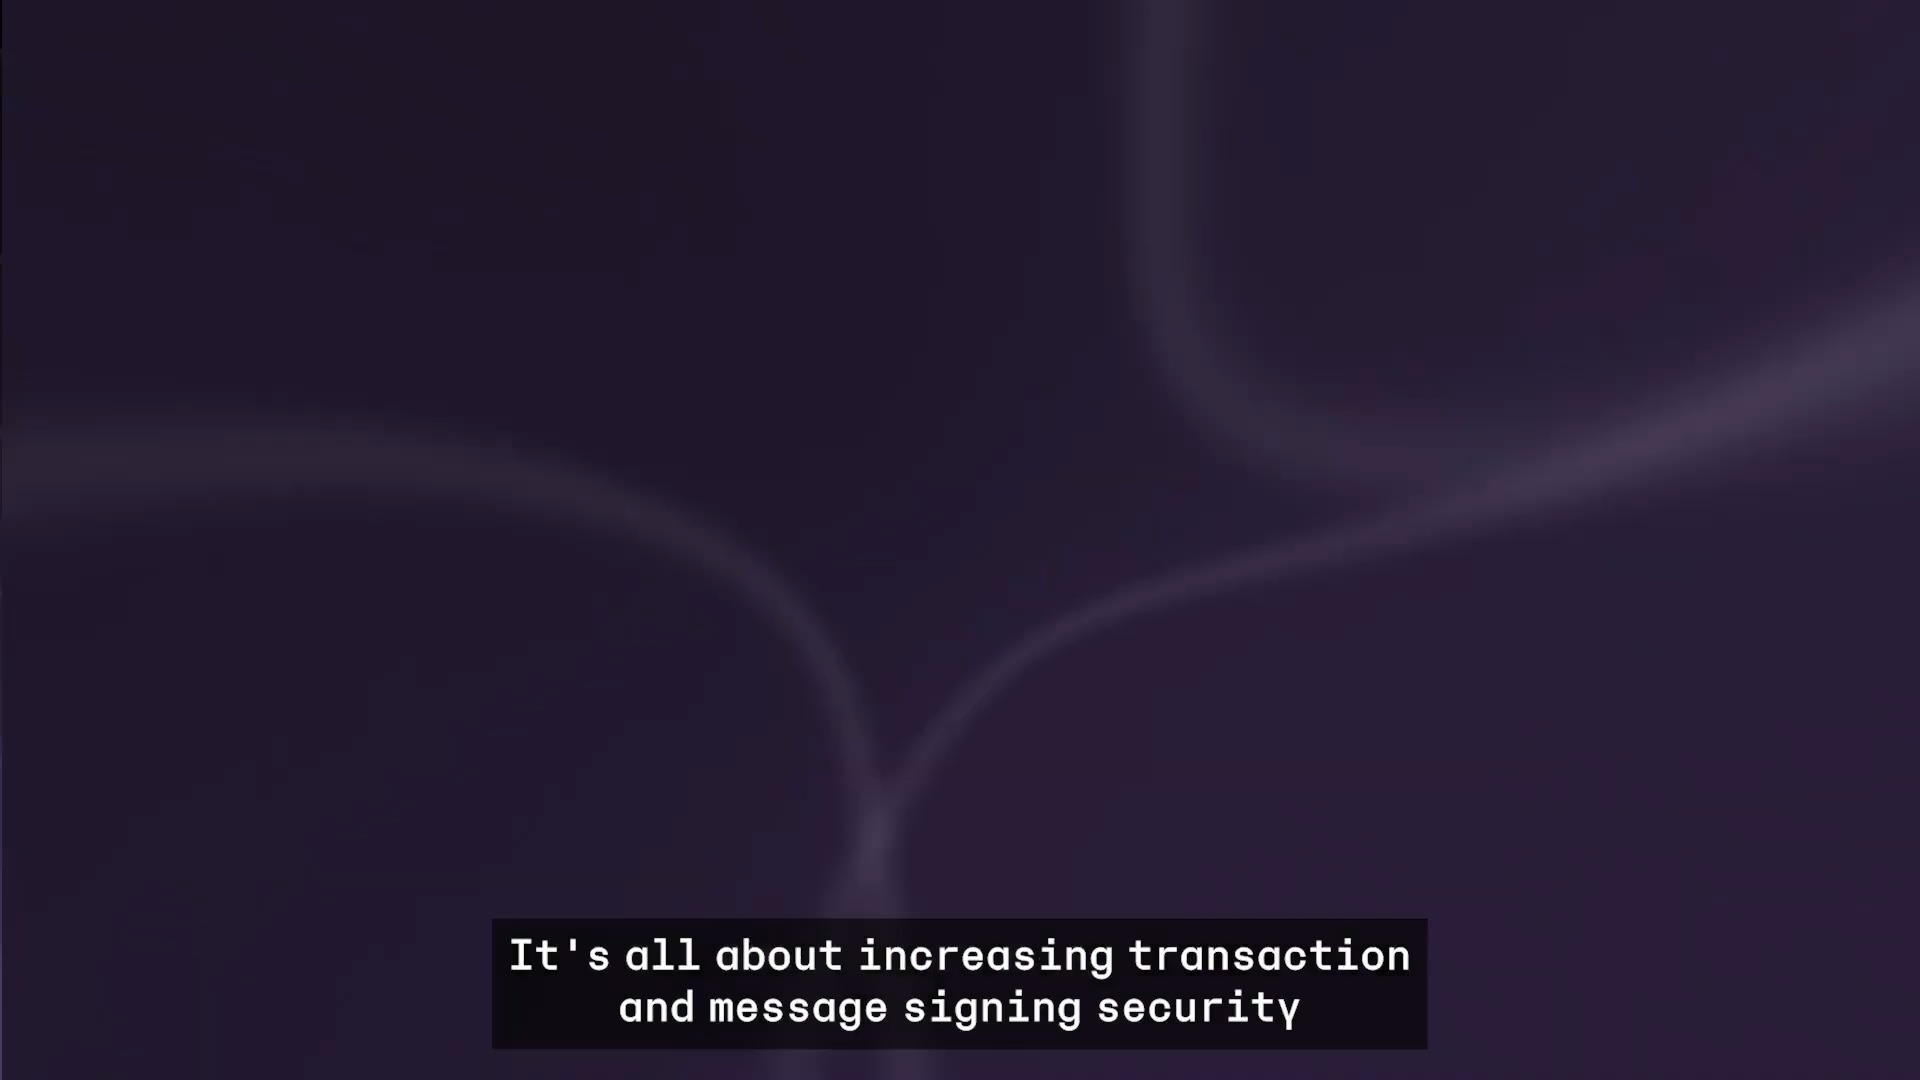 It's all about increasing transaction
and message signing security